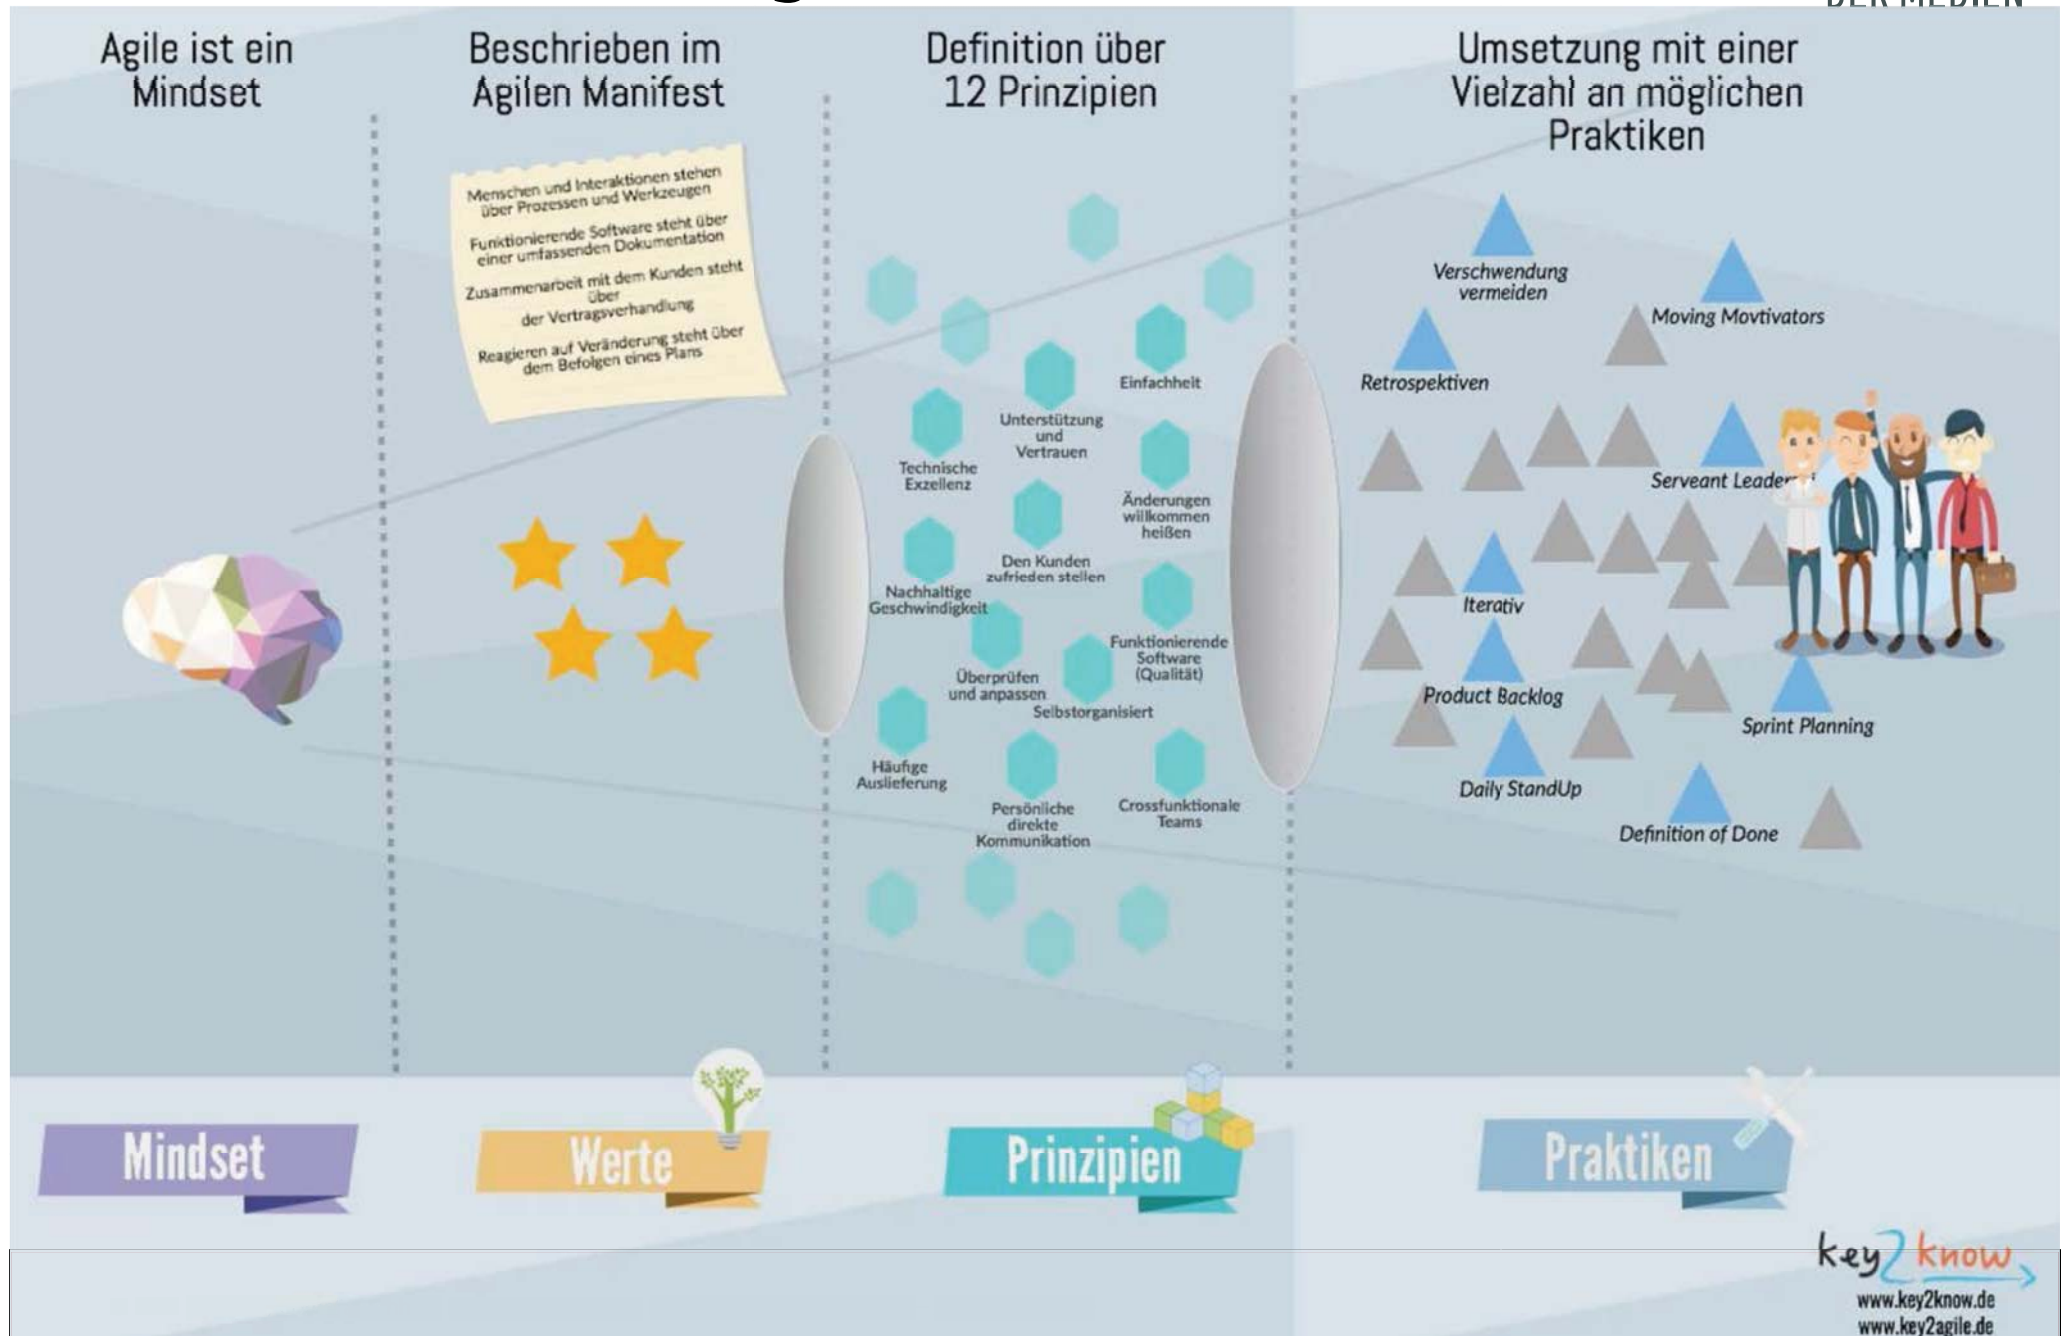 Agile ist ein
Mindset
Beschrieben im
Agilen Manifest
Definition über
12 Prinzipien
Umsetzung mit einer
Vielzahl an möglichen
Praktiken
Menschen und Interaktionen stehen
über Prozessen und Werkzeugen
Funktionierende Software steht über
einer umfassenden Dokumentation
Zusammenarbeit mit dem Kunden steht
über
der Vertragsverhandlung
Reagieren auf Veränderung steht über
dem Befolgen eines Plans
Einfachheit
Unterstützung
und
Vertrauen
Technische
Exzellenz
Änderungen
willkommen
heißen
Den Kunden
zufrieden stellen
Nachhaltige
Geschwindigkeit
Funktionierende
Software
(Qualität)
Überprüfen
und anpassen
Selbstorganisiert
Häufige
Auslieferung
Persönliche
direkte
Kommunikation
Crossfunktionale
Teams
Verschwendung
vermeiden
Moving Movtivators
Retrospektiven
Serveant Leader
Iterativ
Product Backlog
Sprint Planning
Daily StandUp
Definition of Done
Mindset
Werte
Prinzipien
Praktiken
key2know
www.key2know.de
www.key2agile.de